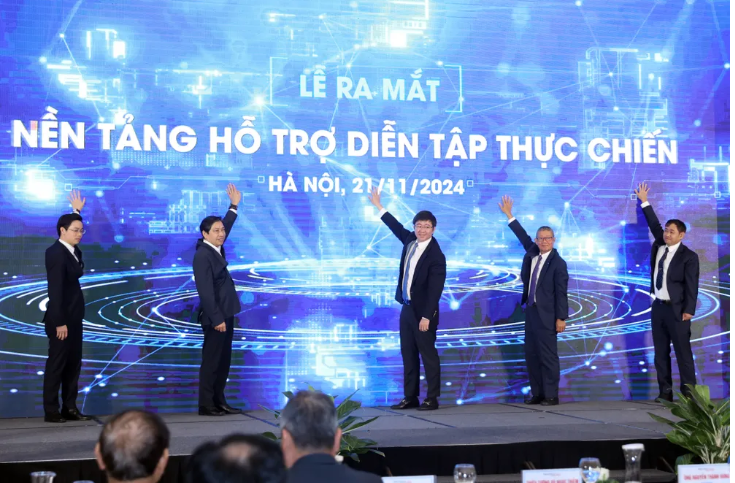 LỄ RA MẮT
NỀN TẢNG HỖ TRỢ DIỄN TẬP THỰC CHIẾN
HÀ NỘI, 21/11/2024